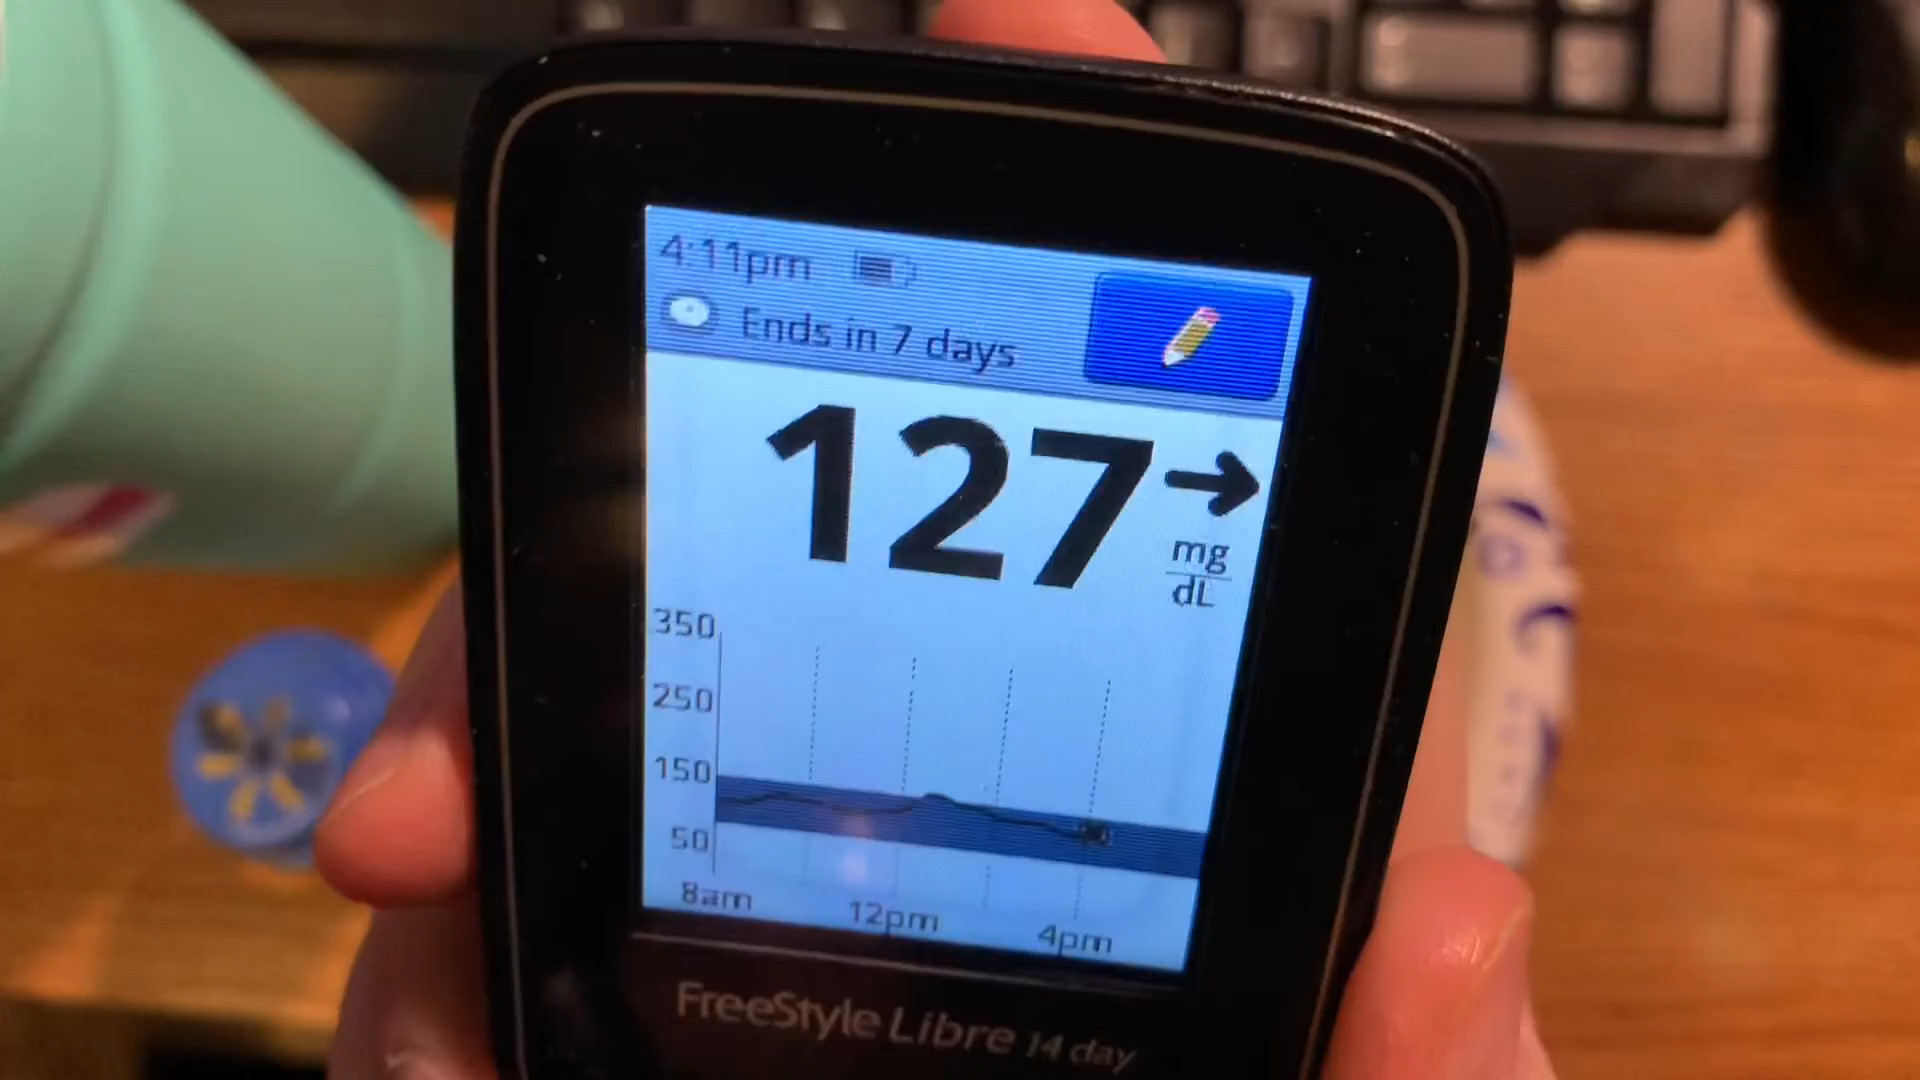 4:11pm
Ends in 7 days
127
mg
dL
350
250
150
50
8am
12pm
4pm
FreeStyle Libre 14 day